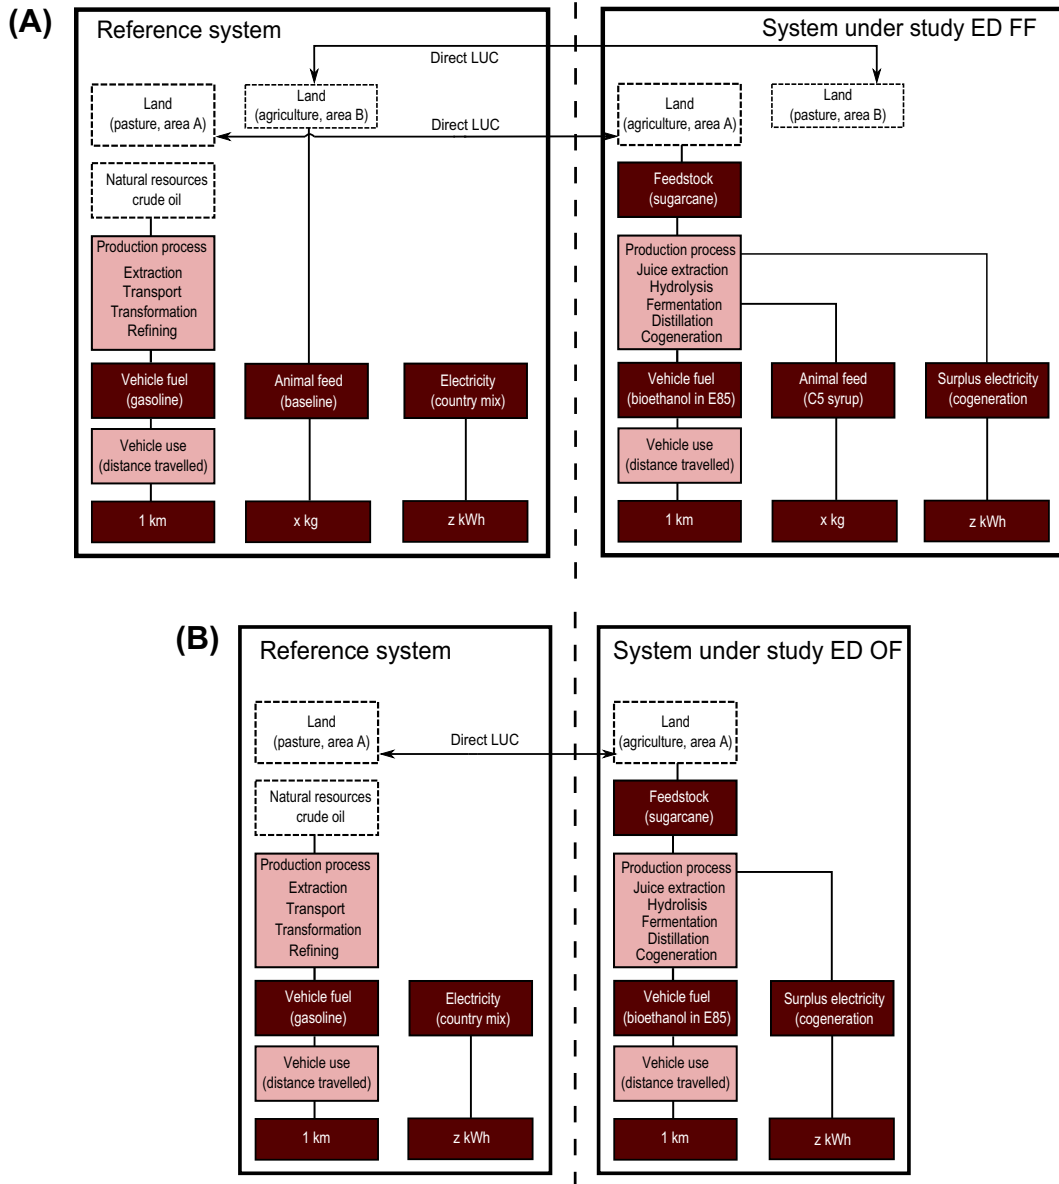 (A)
Reference system
System under study ED FF
Direct LUC
Land
(pasture, area A)
Land
(agriculture, area B)
Direct LUC
Land
(agriculture, area A)
Land
(pasture, area B)
Natural resources
crude oil
Feedstock
(sugarcane)
Production process
Extraction
Transport
Transformation
Refining
Production process
Juice extraction
Hydrolysis
Fermentation
Distillation
Cogeneration
Vehicle fuel
(gasoline)
Animal feed
(baseline)
Electricity
(country mix)
Vehicle fuel
(bioethanol in E85)
Animal feed
(C5 syrup)
Surplus electricity
(cogeneration
Vehicle use
(distance travelled)
Vehicle use
(distance travelled)
1 km
x kg
z kWh
1 km
x kg
z kWh
(B)
Reference system
System under study ED OF
Land
(pasture, area A)
Direct LUC
Land
(agriculture, area A)
Natural resources
crude oil
Feedstock
(sugarcane)
Production process
Extraction
Transport
Transformation
Refining
Production process
Juice extraction
Hydrolisis
Fermentation
Distillation
Cogeneration
Vehicle fuel
(gasoline)
Electricity
(country mix)
Vehicle fuel
(bioethanol in E85)
Surplus electricity
(cogeneration
Vehicle use
(distance travelled)
Vehicle use
(distance travelled)
1 km
z kWh
1 km
z kWh